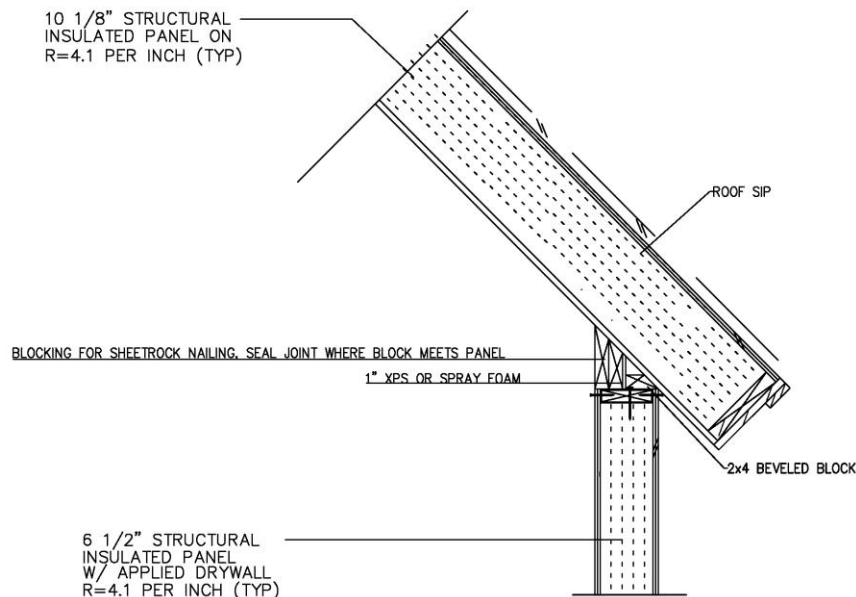 10 1/8" STRUCTURAL
INSULATED PANEL ON
R=4.1 PER INCH (TYP)
ROOF SIP
BLOCKING FOR SHEETROCK NAILING. SEAL JOINT WHERE BLOCK MEETS PANEL
1" XPS OR SPRAY FOAM
2x4 BEVELED BLOCK
6 1/2" STRUCTURAL
INSULATED PANEL
W/ APPLIED DRYWALL
R=4.1 PER INCH (TYP)